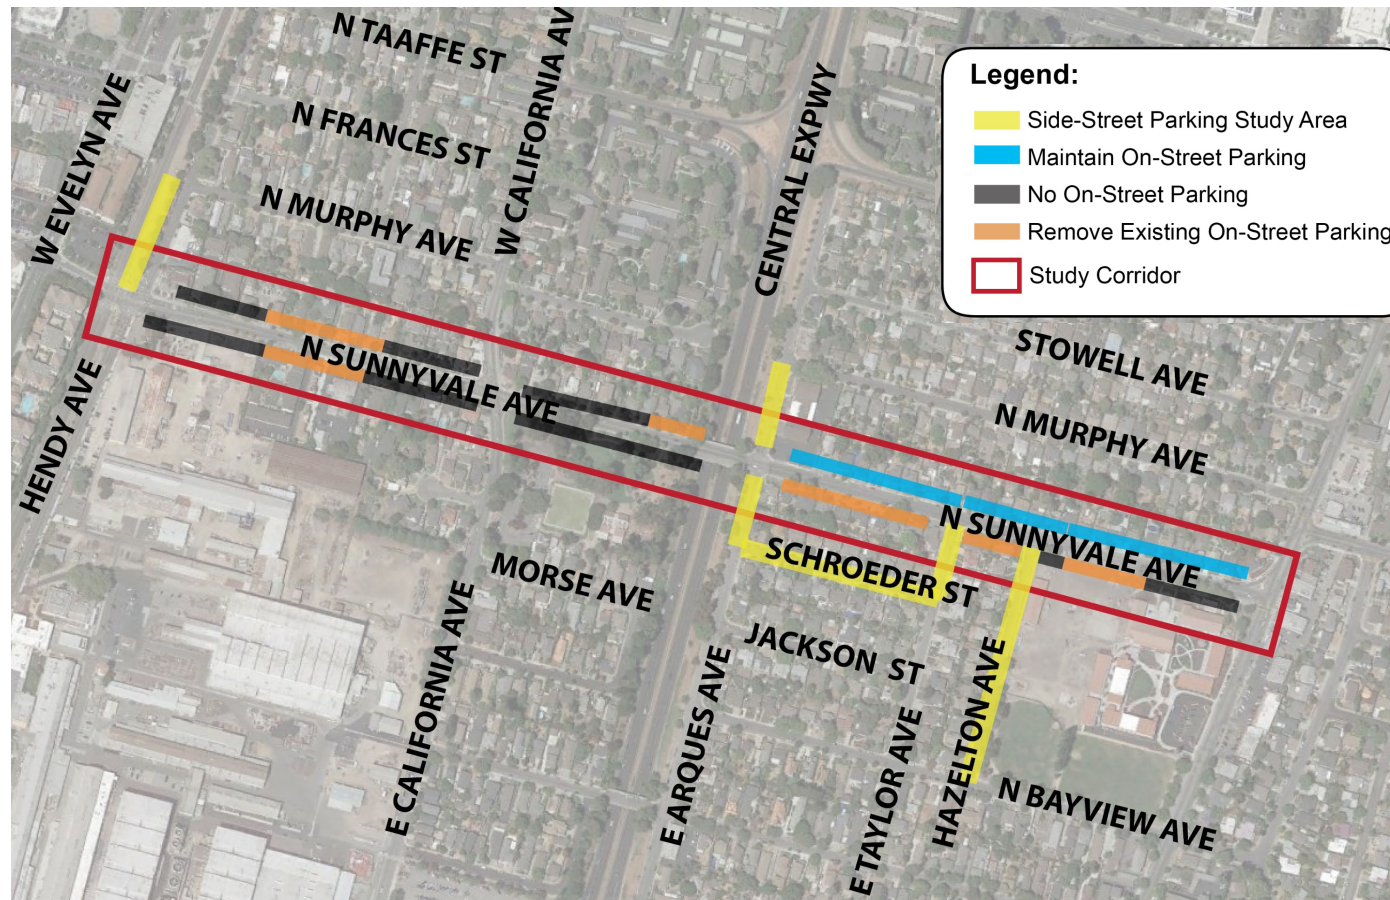 N TAAFFE ST
W CALIFORNIA AV
Legend:
Side-Street Parking Study Area
Maintain On-Street Parking
No On-Street Parking
Remove Existing On-Street Parking
Study Corridor
W EVELYN AVE
N FRANCES ST
CENTRAL EXPWY
N MURPHY AVE
HENDY AVE
N SUNNYVALE AVE
STOWELL AVE
N MURPHY AVE
N SUNNYVALE AVE
MORSE AVE
SCHROEDER ST
E CALIFORNIA AVE
JACKSON ST
E ARQUES AVE
E TAYLOR AVE
HAZELTON AVE
N BAYVIEW AVE